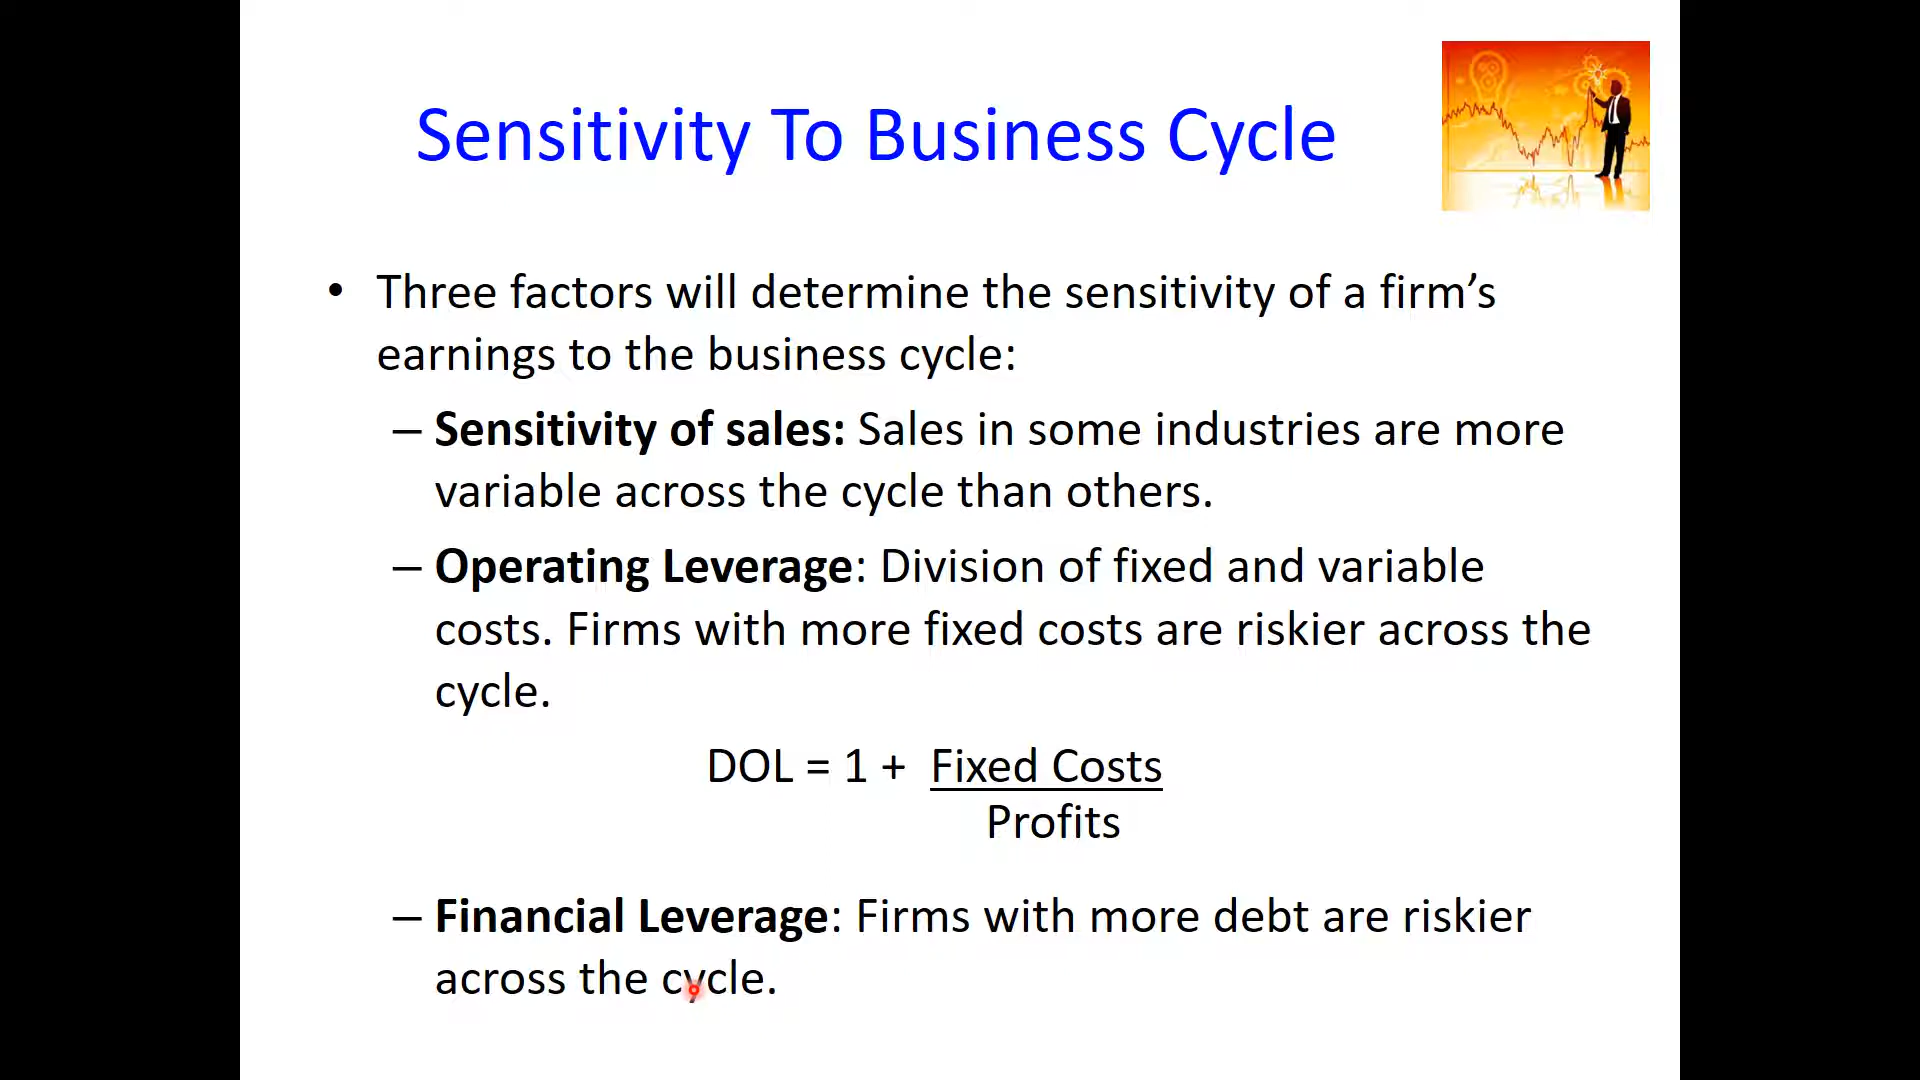 Sensitivity To Business Cycle
• Three factors will determine the sensitivity of a firm’s
earnings to the business cycle:
– Sensitivity of sales: Sales in some industries are more
variable across the cycle than others.
– Operating Leverage: Division of fixed and variable
costs. Firms with more fixed costs are riskier across the
cycle.
DOL = 1 + Fixed Costs
Profits
– Financial Leverage: Firms with more debt are riskier
across the cycle.